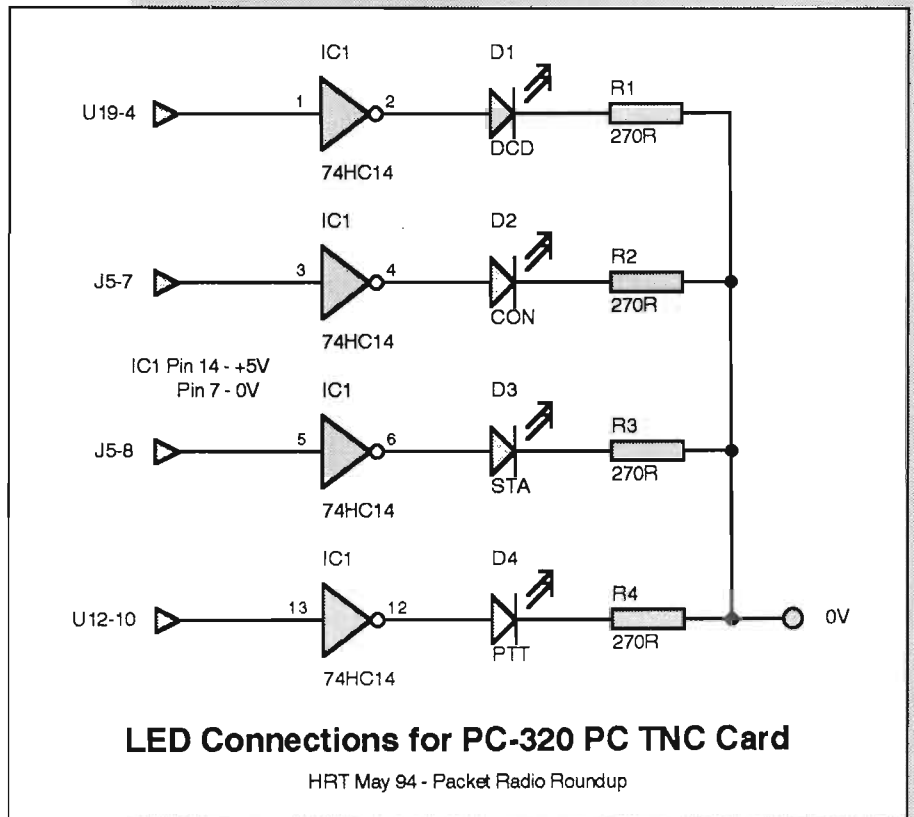 IC1 D1
U19-4 1 2 R1
74HC14 DCD 270R
IC1 D2
J5-7 3 4 R2
74HC14 CON 270R
IC1 Pin 14 - +5V
Pin 7 - 0V
IC1 D3
J5-8 5 6 R3
74HC14 STA 270R
IC1 D4
U12-10 13 12 R4 0V
74HC14 PTT 270R
LED Connections for PC-320 PC TNC Card
HRT May 94 - Packet Radio Roundup